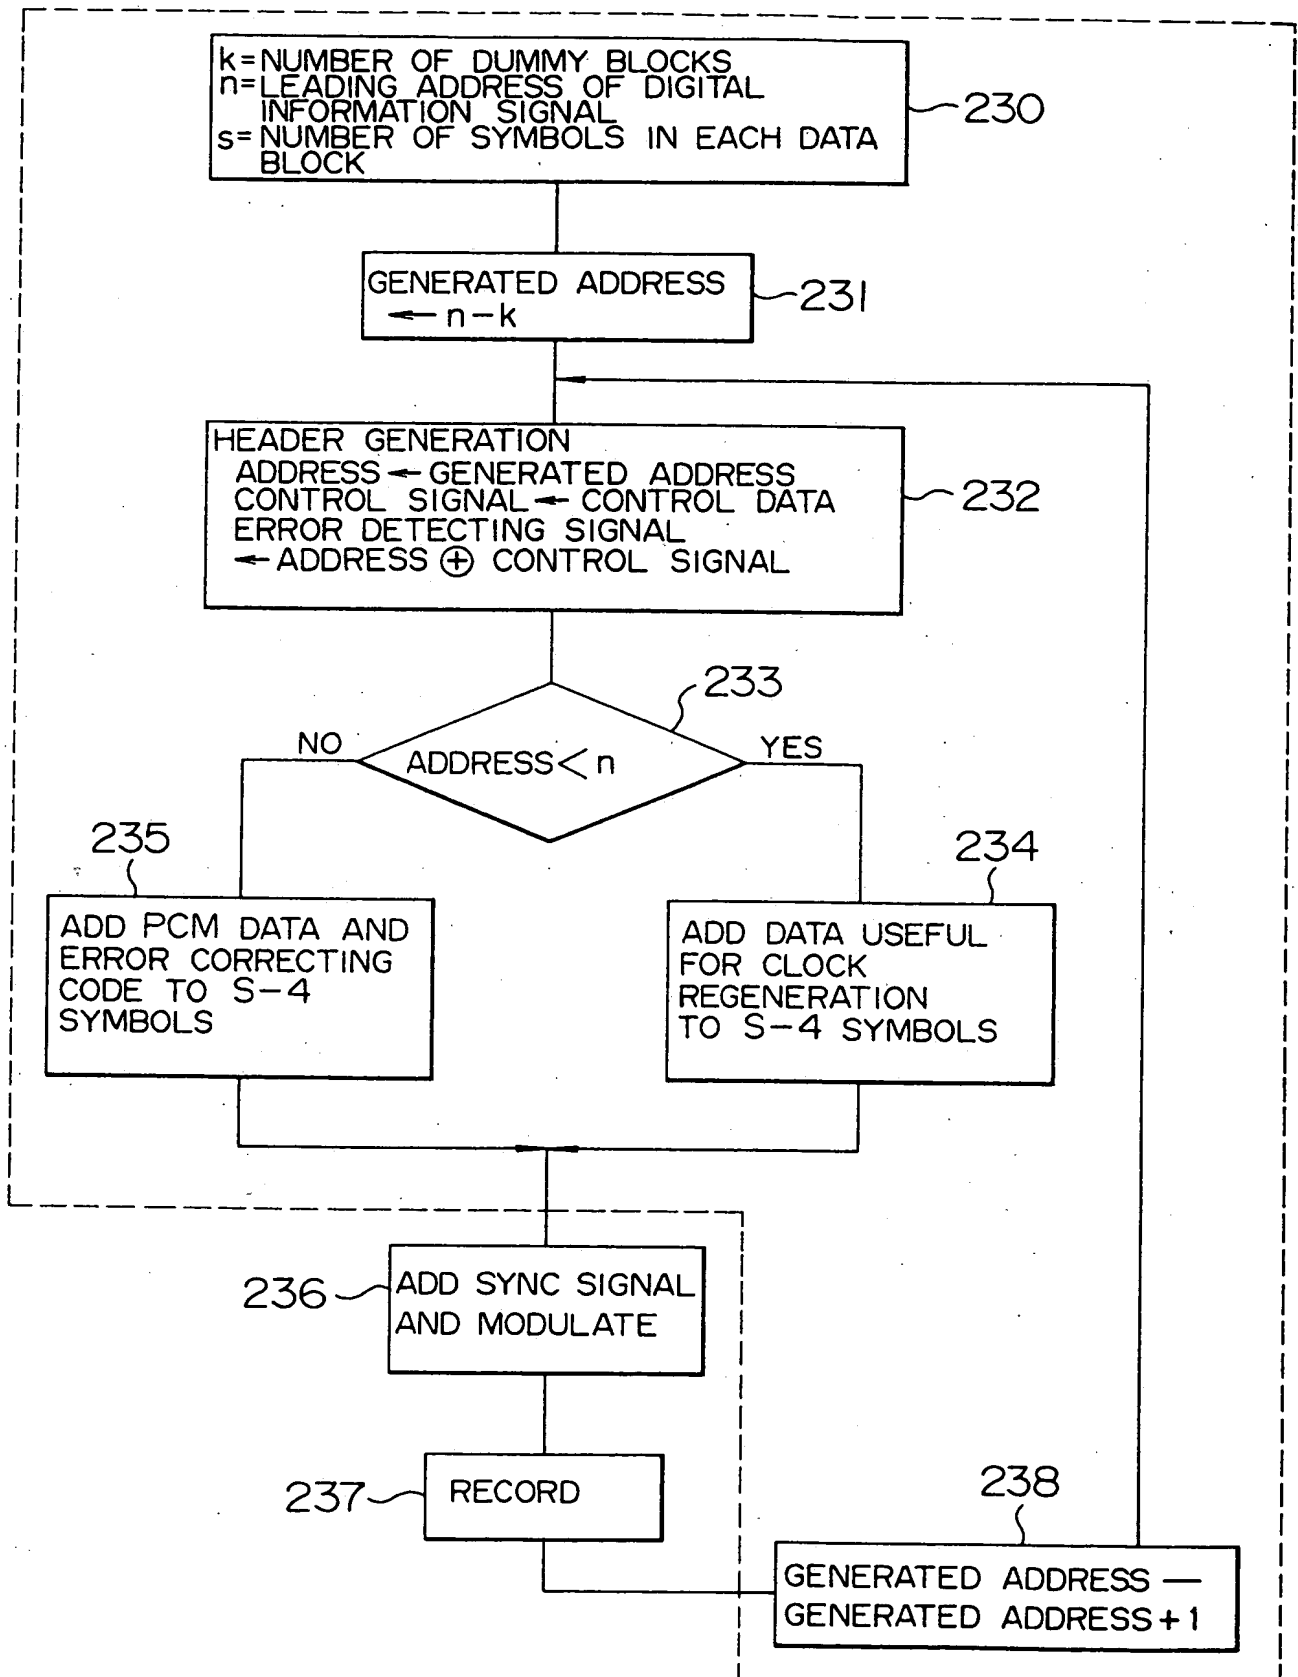 k=NUMBER OF DUMMY BLOCKS
n=LEADING ADDRESS OF DIGITAL
INFORMATION SIGNAL
s=NUMBER OF SYMBOLS IN EACH DATA
BLOCK
230
GENERATED ADDRESS
← n-k
231
HEADER GENERATION
ADDRESS ← GENERATED ADDRESS
CONTROL SIGNAL ← CONTROL DATA
ERROR DETECTING SIGNAL
← ADDRESS ⊕ CONTROL SIGNAL
232
233
NO
ADDRESS < n
YES
235
234
ADD PCM DATA AND
ERROR CORRECTING
CODE TO S-4
SYMBOLS
ADD DATA USEFUL
FOR CLOCK
REGENERATION
TO S-4 SYMBOLS
236
ADD SYNC SIGNAL
AND MODULATE
237
RECORD
238
GENERATED ADDRESS —
GENERATED ADDRESS+1